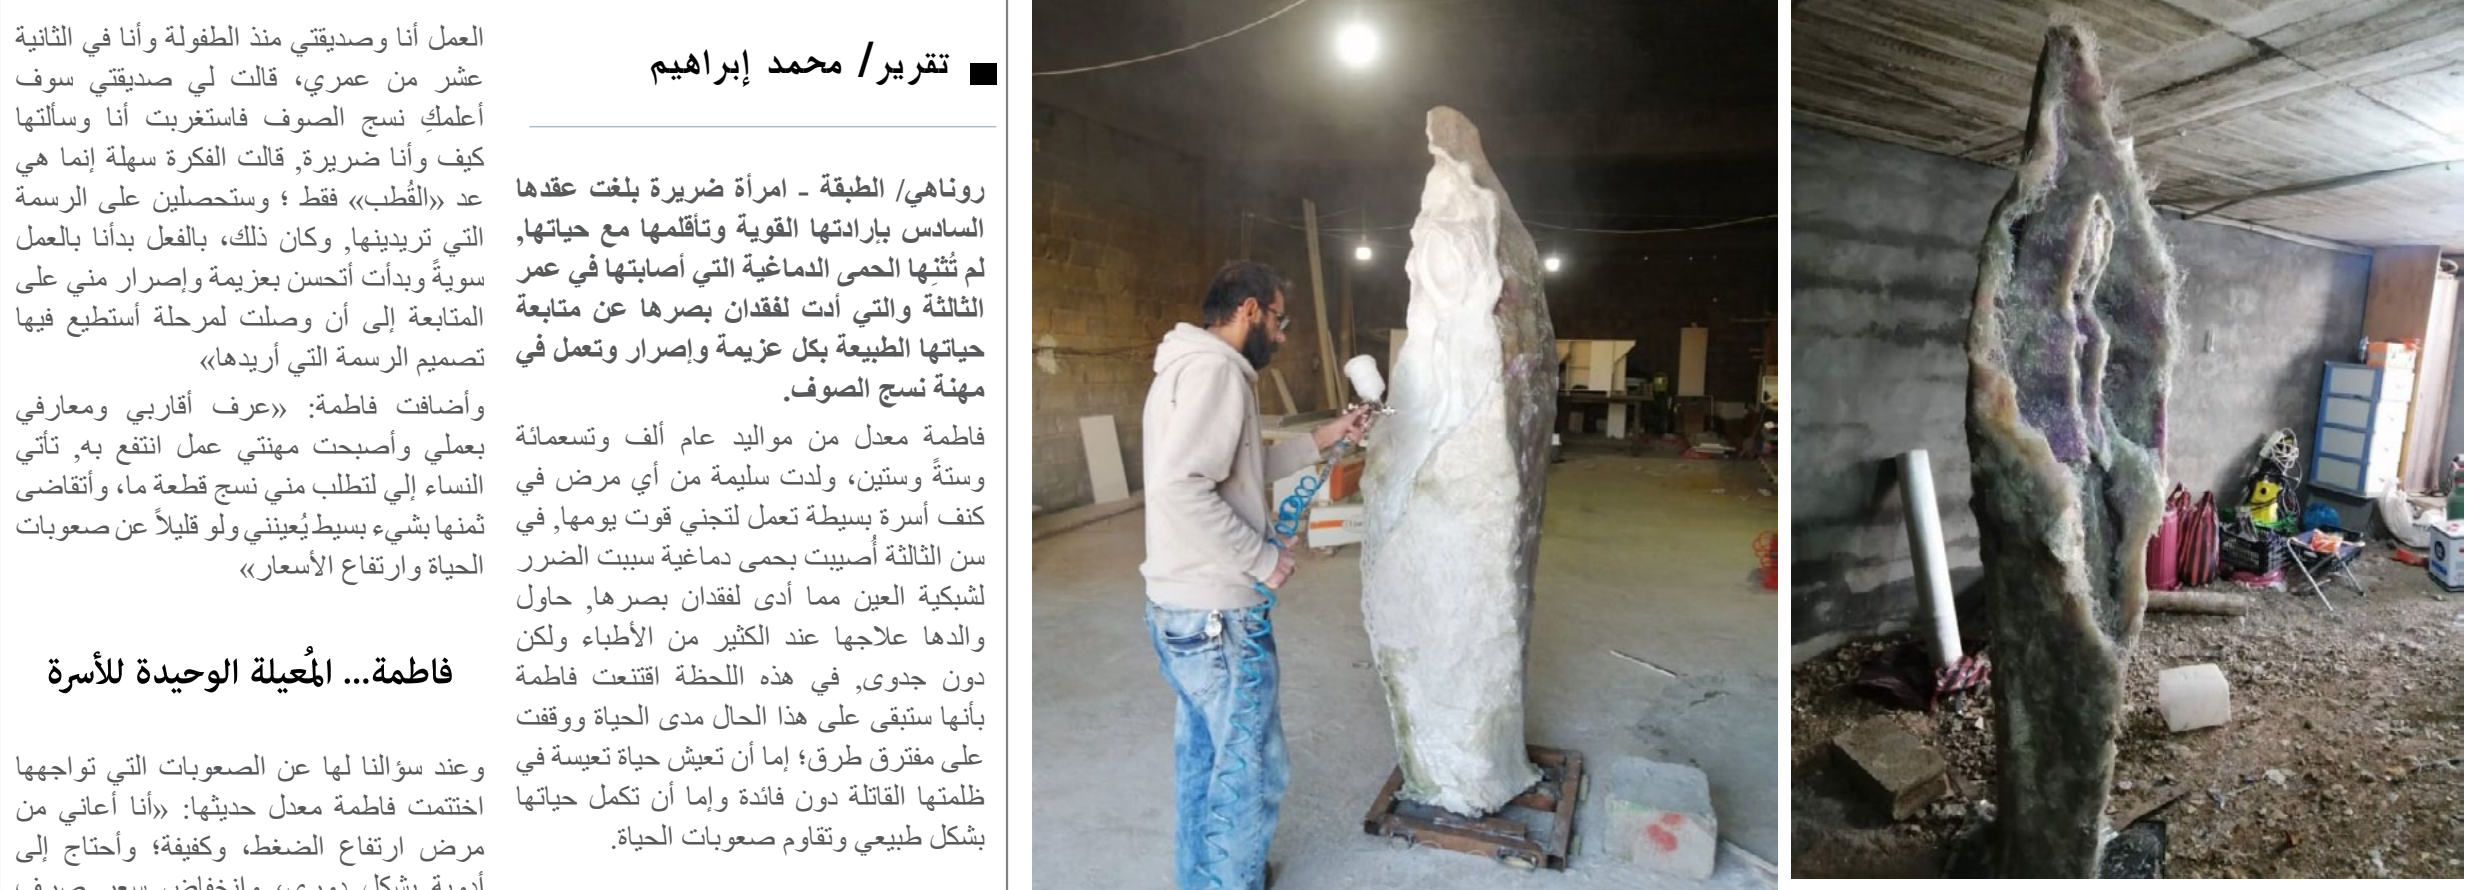 تقرير/ محمد إبراهيم
روناهي/ الطبقة - امرأة ضريرة بلغت عقدها
السادس بإرادتها القوية وتأقلمها مع حياتها,
لم تُثنِها الحمى الدماغية التي أصابتها في عمر
الثالثة والتي أدت لفقدان بصرها عن متابعة
حياتها الطبيعة بكل عزيمة وإصرار وتعمل في
مهنة نسج الصوف.
فاطمة معدل من مواليد عام ألف وتسعمائة
وستةً وستين، ولدت سليمة من أي مرض في
كنف أسرة بسيطة تعمل لتجني قوت يومها, في
سن الثالثة أُصيبت بحمى دماغية سببت الضرر
لشبكية العين مما أدى لفقدان بصرها, حاول
والدها علاجها عند الكثير من الأطباء ولكن
دون جدوى, في هذه اللحظة اقتنعت فاطمة
بأنها ستبقى على هذا الحال مدى الحياة ووقفت
على مفترق طرق؛ إما أن تعيش حياة تعيسة في
ظلمتها القاتلة دون فائدة وإما أن تكمل حياتها
بشكل طبيعي وتقاوم صعوبات الحياة.
العمل أنا وصديقتي منذ الطفولة وأنا في الثانية
عشر من عمري، قالت لي صديقتي سوف
أعلمكِ نسج الصوف فاستغربت أنا وسألتها
كيف وأنا ضريرة, قالت الفكرة سهلة إنما هي
عد «القُطب» فقط ؛ وستحصلين على الرسمة
التي تريدينها, وكان ذلك، بالفعل بدأنا بالعمل
سويةً وبدأت أتحسن بعزيمة وإصرار مني على
المتابعة إلى أن وصلت لمرحلة أستطيع فيها
تصميم الرسمة التي أريدها»
وأضافت فاطمة: «عرف أقاربي ومعارفي
بعملي وأصبحت مهنتي عمل انتفع به, تأتي
النساء إلي لتطلب مني نسج قطعة ما، وأتقاضى
ثمنها بشيء بسيط يُعينني ولو قليلاً عن صعوبات
الحياة وارتفاع الأسعار»
فاطمة... المُعيلة الوحيدة للأسرة
وعند سؤالنا لها عن الصعوبات التي تواجهها
اختتمت فاطمة معدل حديثها: «أنا أعاني من
مرض ارتفاع الضغط، وكفيفة؛ وأحتاج إلى
أدوية بشكل دوري، وانخفاض سعر صرف